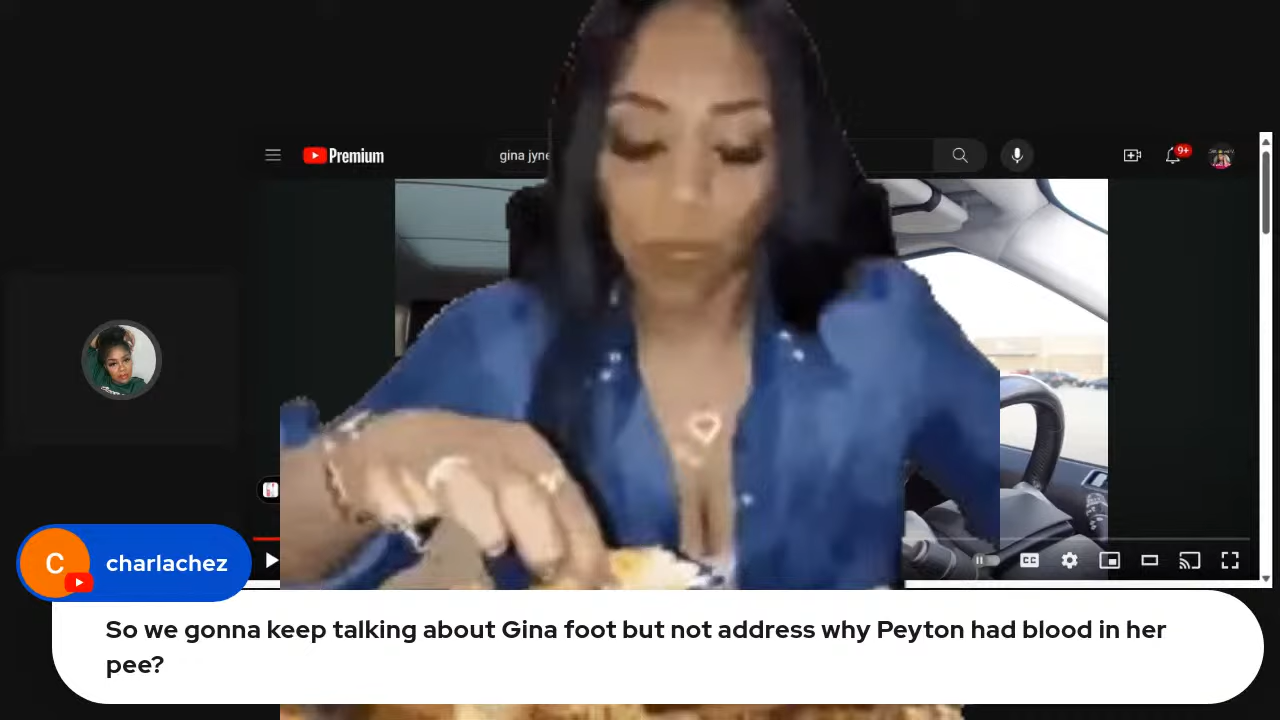 Premium
gina jyne
9+
CC
C
charlachez
So we gonna keep talking about Gina foot but not address why Peyton had blood in her
pee?